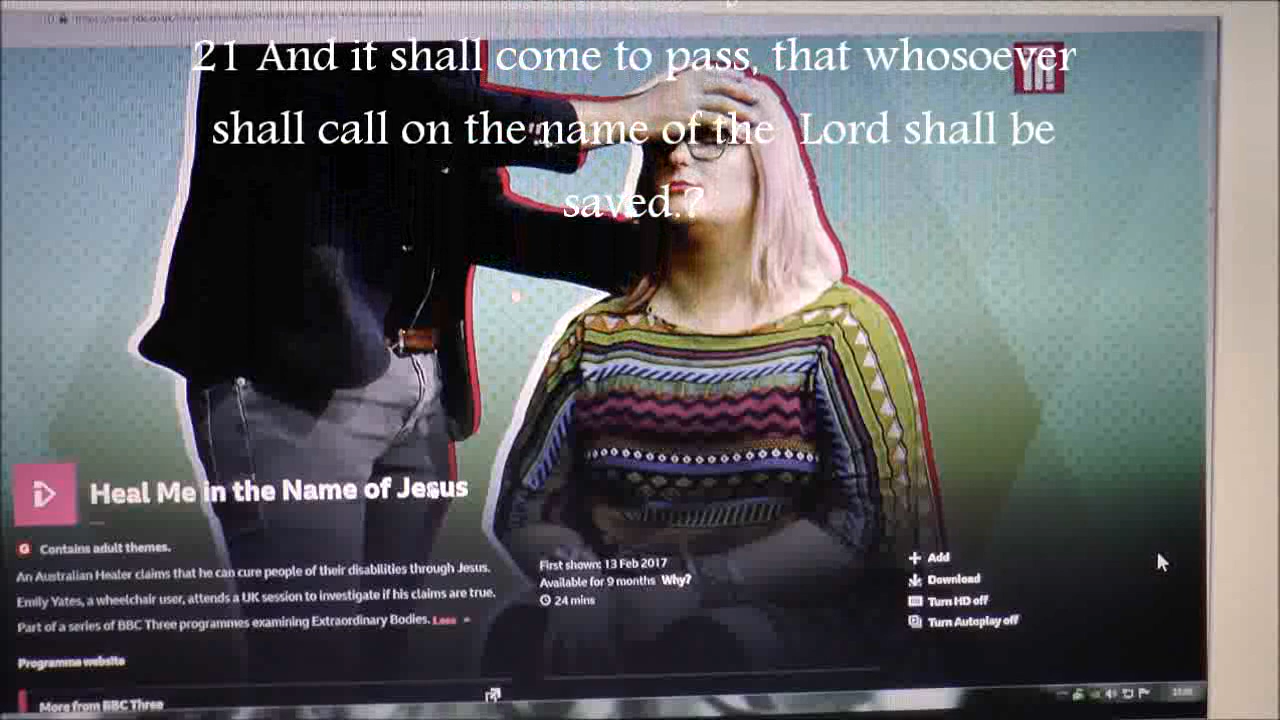 21 And it shall come to pass, that whosoever
shall call on the name of the Lord shall be
saved.?
Heal Me in the Name of Jesus
G Contains adult themes.
An Australian Healer claims that he can cure people of their disabilities through Jesus.
Emily Yates, a wheelchair user, attends a UK session to investigate if his claims are true.
Part of a series of BBC Three programmes examining Extraordinary Bodies. Less
Programme website
More from BBC Three
First shown: 13 Feb 2017
Available for 9 months Why?
24 mins
Add
Download
Turn HD off
Turn Autoplay off